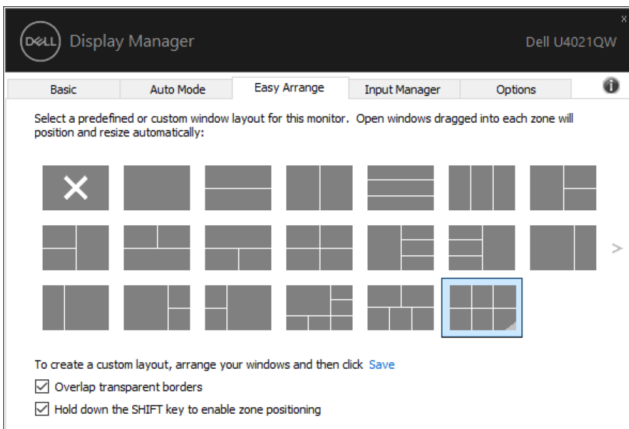 x
DELL Display Manager Dell U4021QW
Basic Auto Mode Easy Arrange Input Manager Options i
Select a predefined or custom window layout for this monitor. Open windows dragged into each zone will
position and resize automatically:
>
To create a custom layout, arrange your windows and then click Save
Overlap transparent borders
Hold down the SHIFT key to enable zone positioning